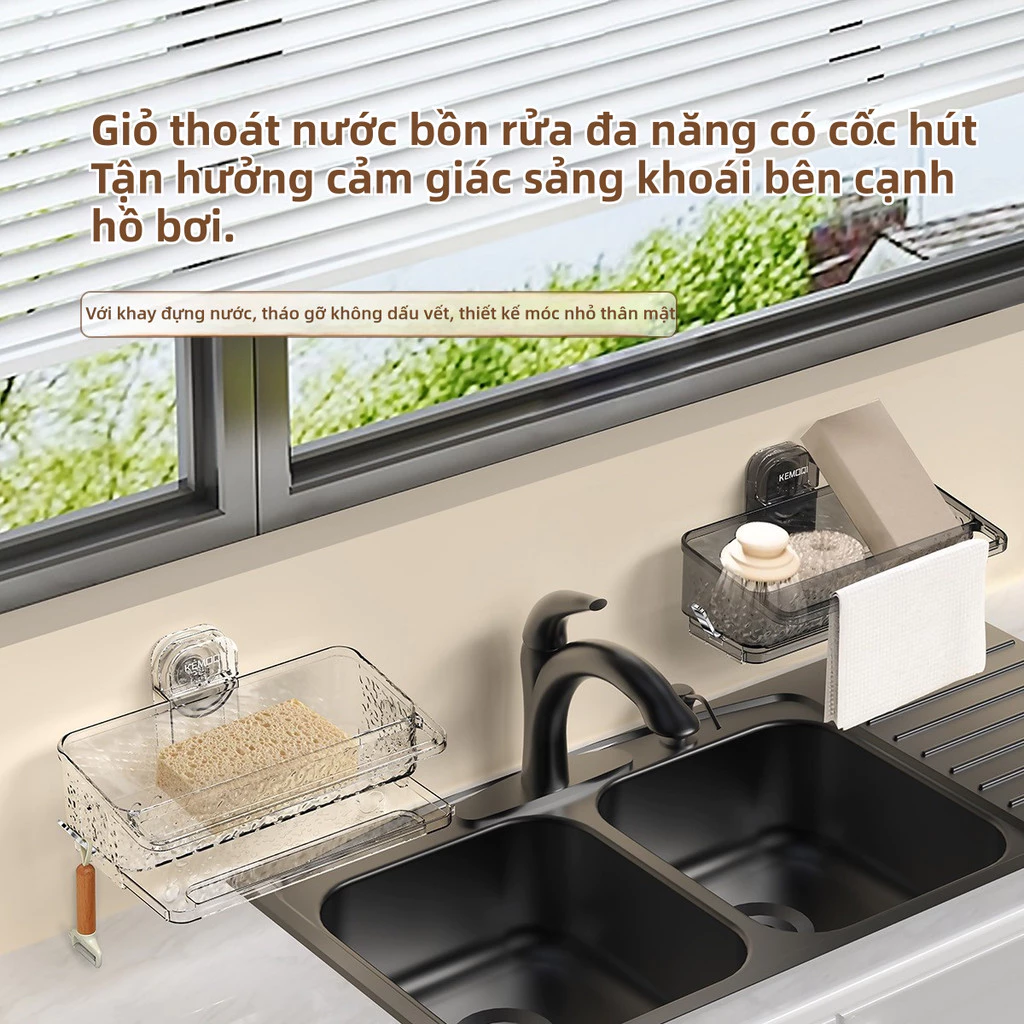 Giỏ thoát nước bồn rửa đa năng có cốc hút
Tận hưởng cảm giác sảng khoái bên cạnh
hồ bơi.
Với khay đựng nước, tháo gỡ không dấu vết, thiết kế móc nhỏ thân mật
KEMOQI